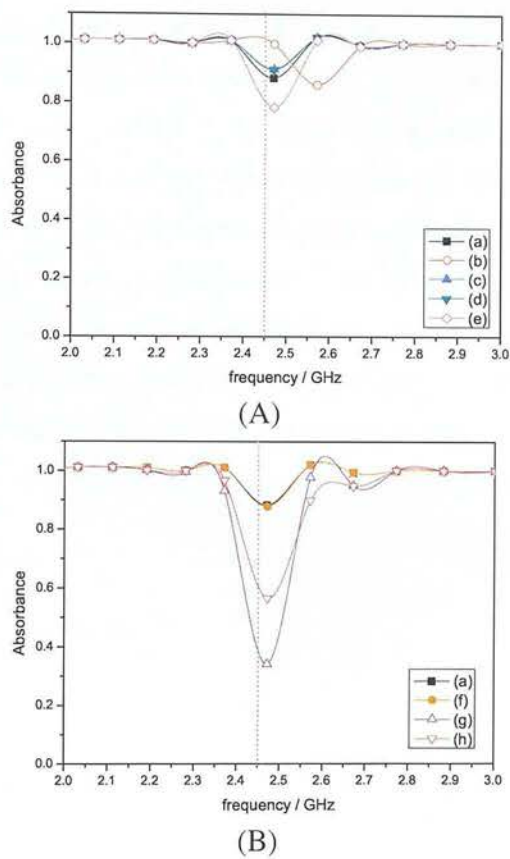 1.0
0.8
0.6
0.4
0.2
0.0
Absorbance
(a)
(b)
(c)
(d)
(e)
2.0 2.1 2.2 2.3 2.4 2.5 2.6 2.7 2.8 2.9 3.0
frequency / GHz
(A)
1.0
0.8
0.6
0.4
0.2
0.0
Absorbance
(a)
(f)
(g)
(h)
2.0 2.1 2.2 2.3 2.4 2.5 2.6 2.7 2.8 2.9 3.0
frequency / GHz
(B)